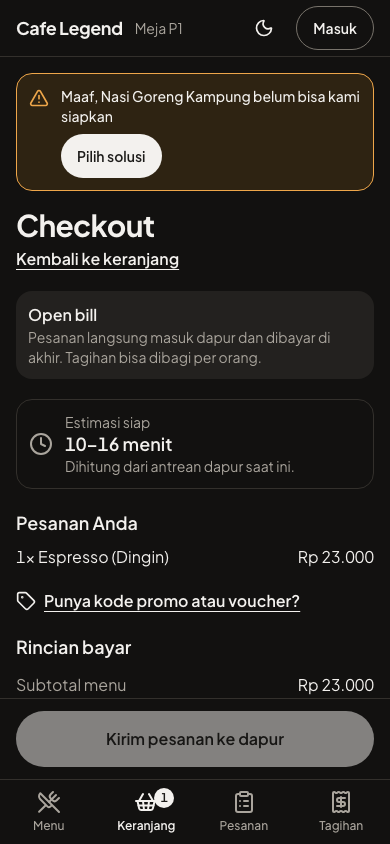 Cafe Legend Meja P1 Masuk
Maaf, Nasi Goreng Kampung belum bisa kami
siapkan
Pilih solusi
Checkout
Kembali ke keranjang
Open bill
Pesanan langsung masuk dapur dan dibayar di
akhir. Tagihan bisa dibagi per orang.
Estimasi siap
10–16 menit
Dihitung dari antrean dapur saat ini.
Pesanan Anda
1× Espresso (Dingin) Rp 23.000
Punya kode promo atau voucher?
Rincian bayar
Subtotal menu Rp 23.000
Kirim pesanan ke dapur
1
Menu Keranjang Pesanan Tagihan